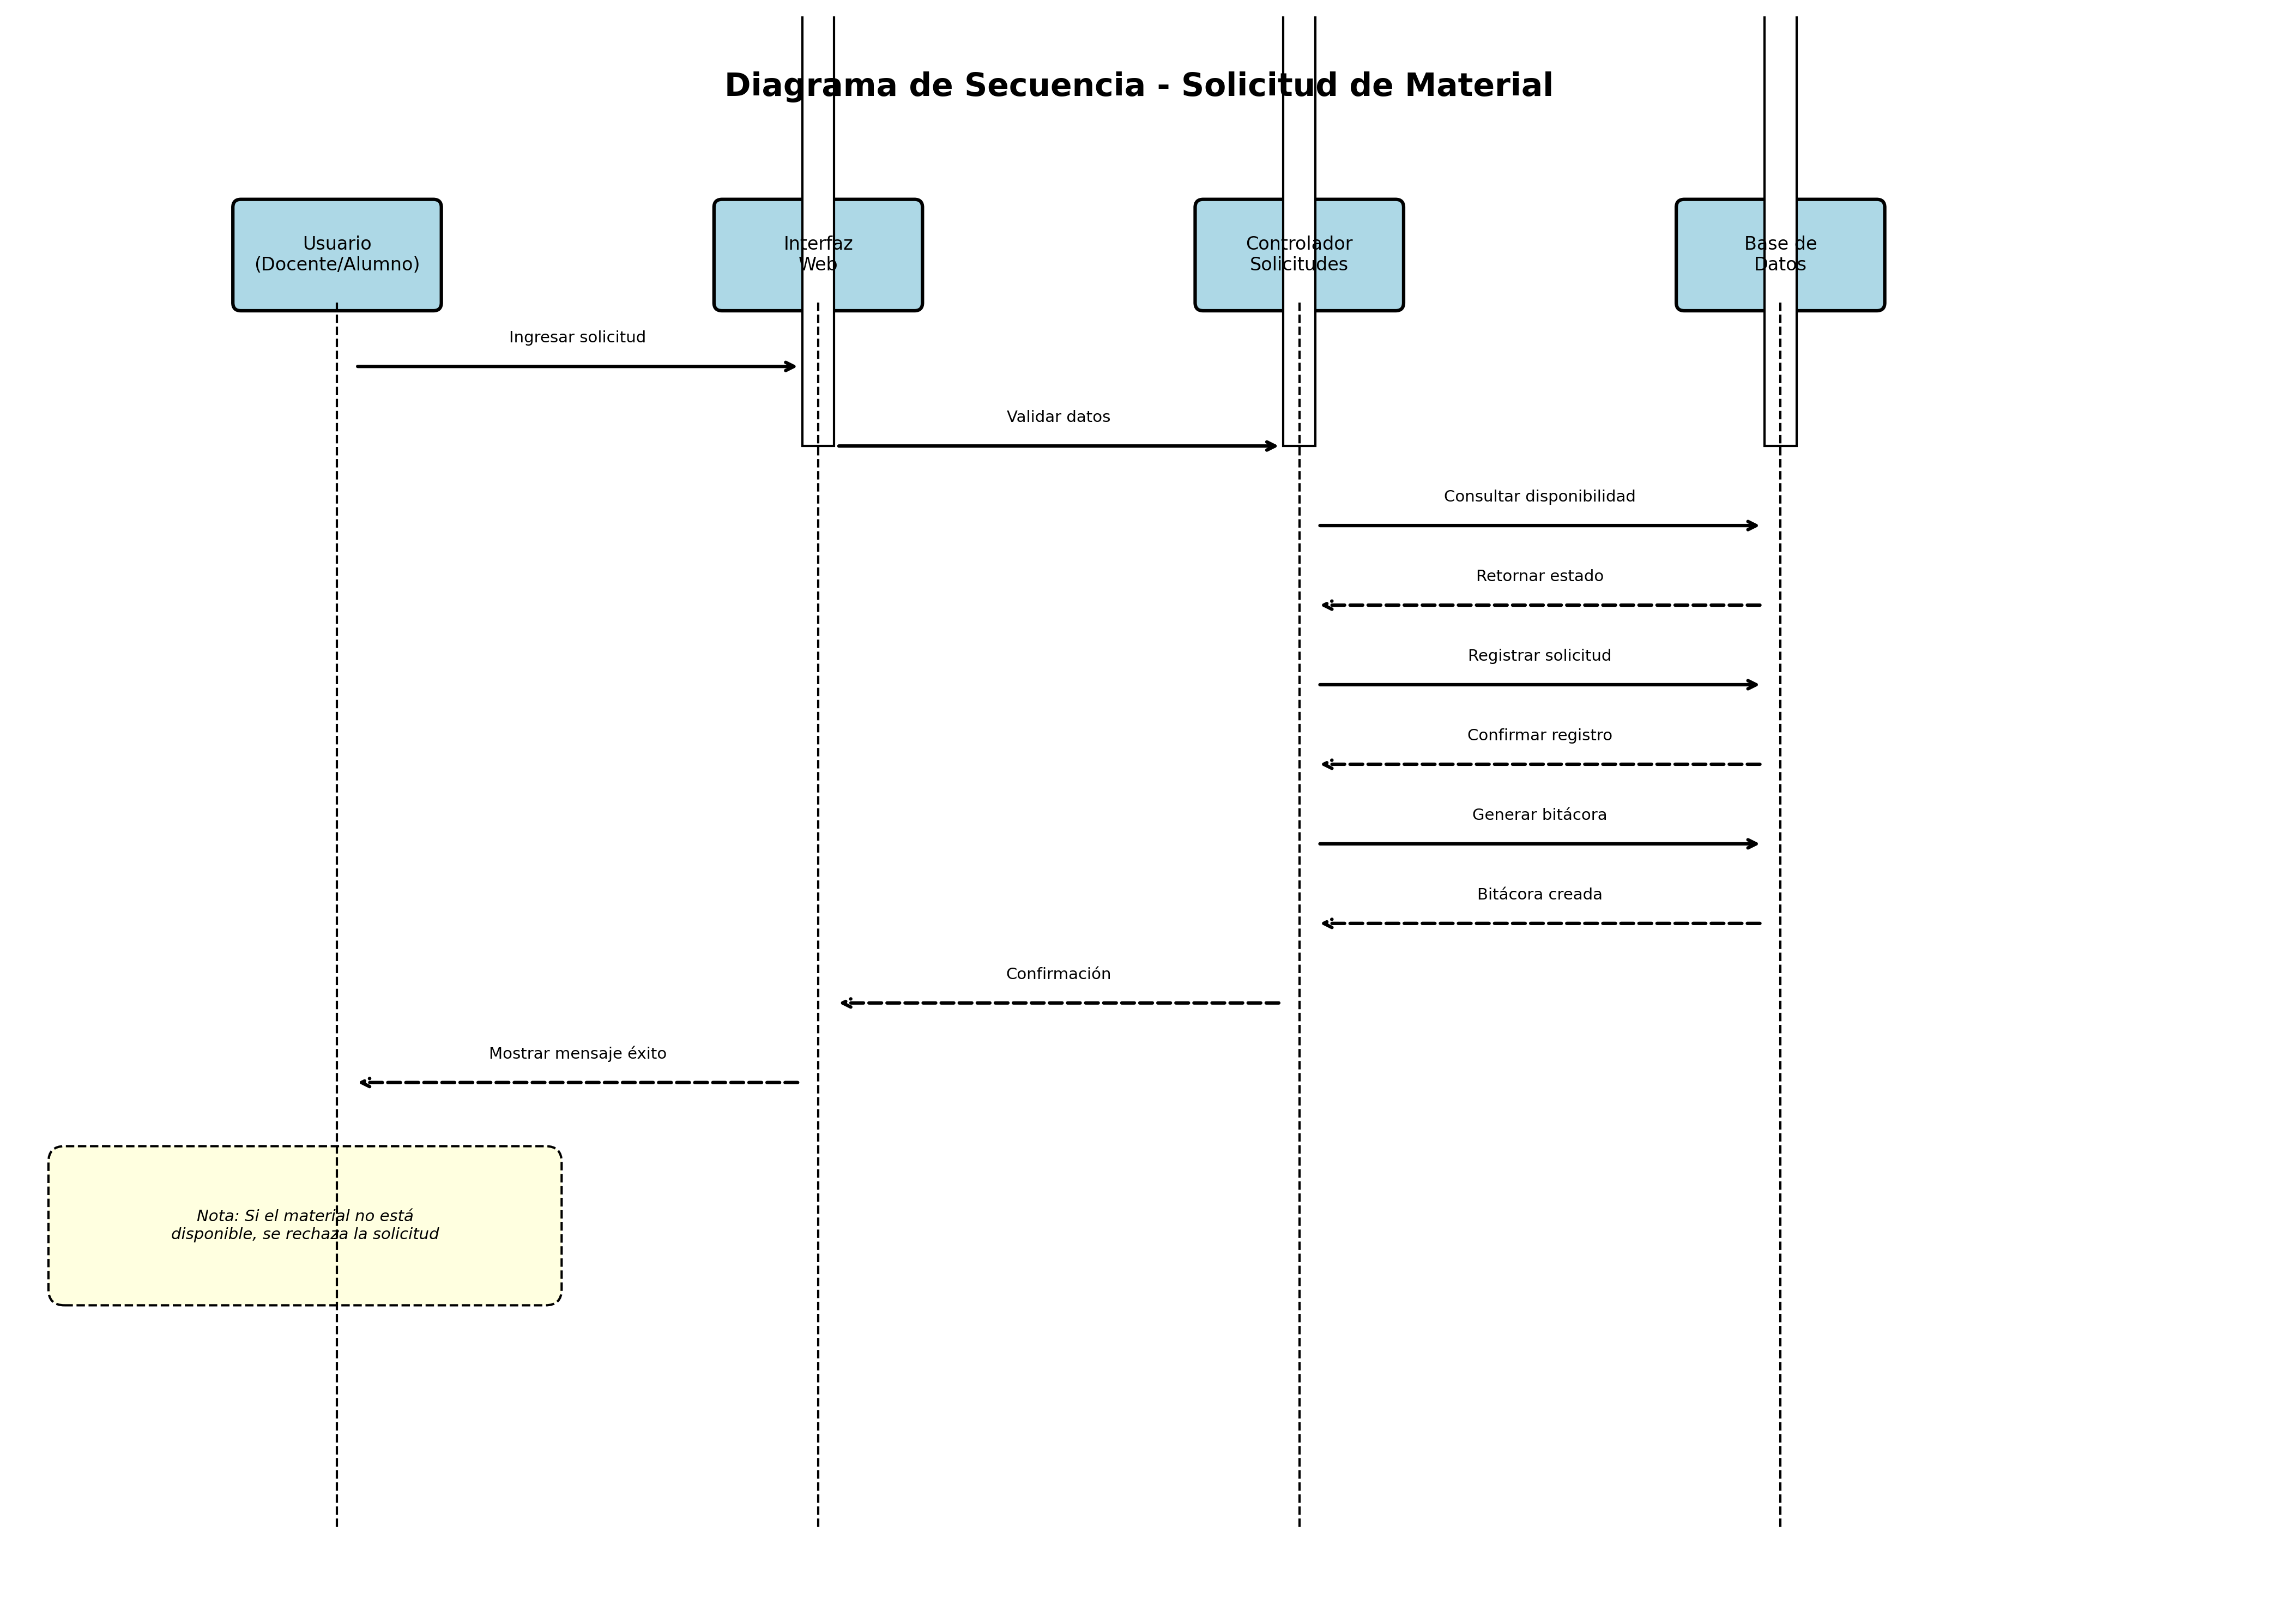 Diagrama de Secuencia - Solicitud de Material
Usuario
(Docente/Alumno)
Interfaz
Web
Controlador
Solicitudes
Base de
Datos
Ingresar solicitud
Validar datos
Consultar disponibilidad
Retornar estado
Registrar solicitud
Confirmar registro
Generar bitácora
Bitácora creada
Confirmación
Mostrar mensaje éxito
Nota: Si el material no está
disponible, se rechaza la solicitud